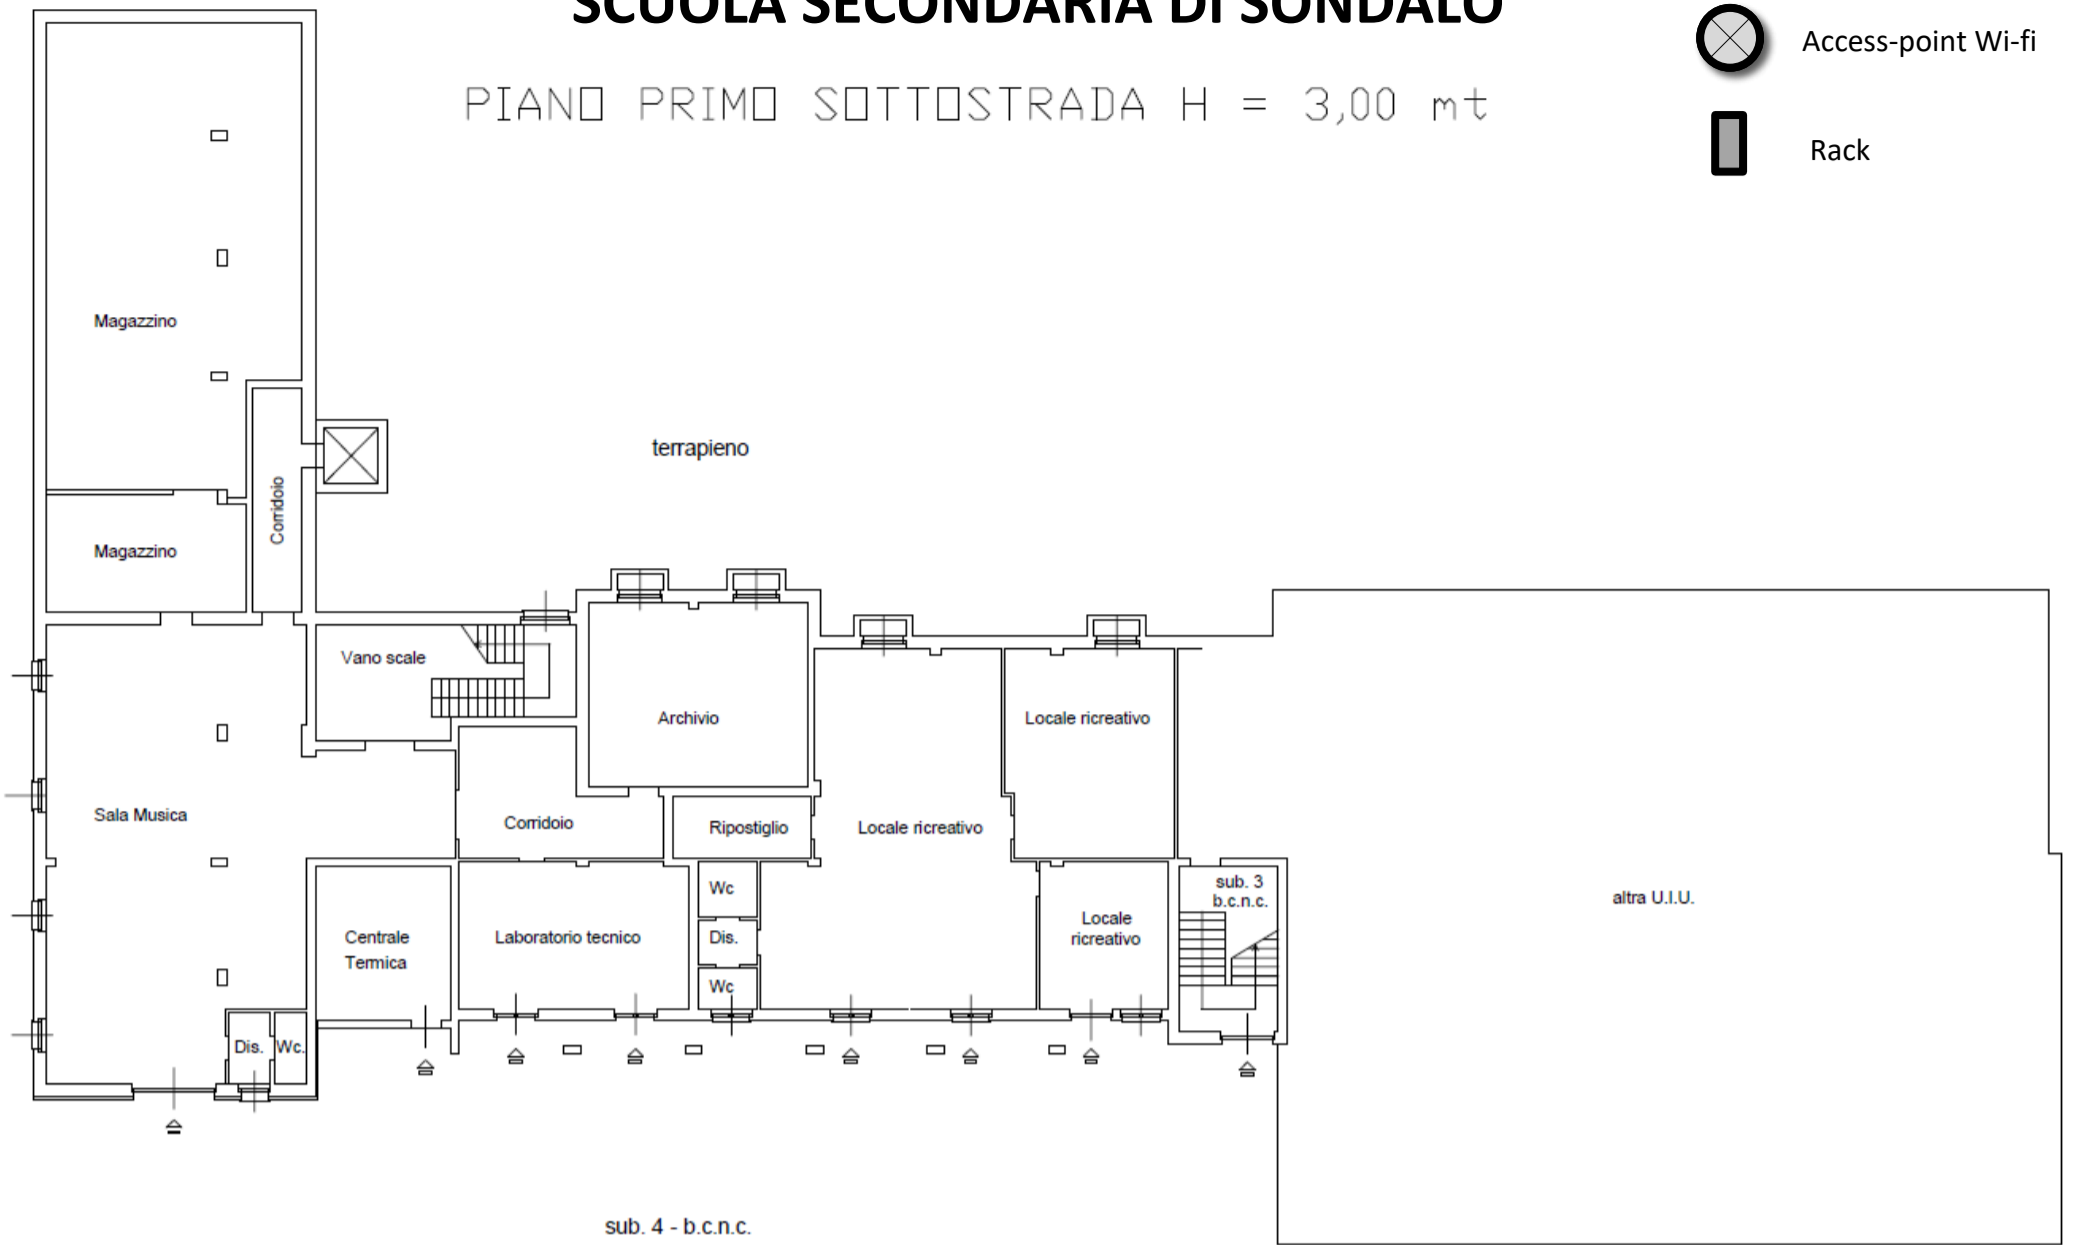 SCUOLA SECONDARIA DI SONDALO
Access-point Wi-fi
PIANO PRIMO SOTTOSTRADA H = 3,00 mt
Rack
Magazzino
terrapieno
Corridoio
Magazzino
Vano scale
Archivio
Locale ricreativo
Sala Musica
Corridoio
Ripostiglio
Locale ricreativo
Wc
sub. 3
b.c.n.c.
altra U.I.U.
Centrale
Termica
Laboratorio tecnico
Dis.
Locale
ricreativo
Wc
Dis.
Wc.
sub. 4 - b.c.n.c.